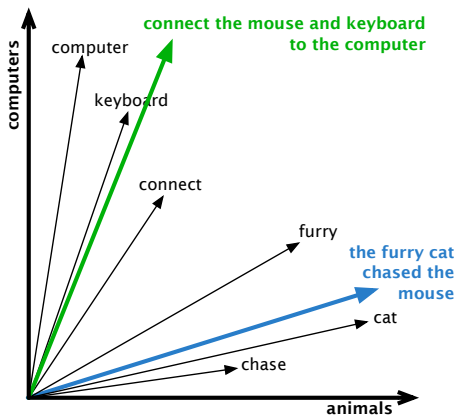 connect the mouse and keyboard
to the computer
computers
computer
keyboard
connect
furry
the furry cat
chased the
mouse
cat
chase
animals